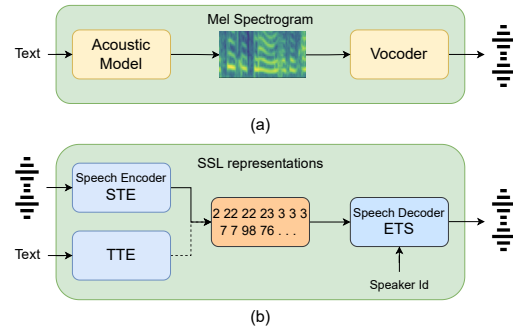 Mel Spectrogram
Text
Acoustic
Model
Vocoder
(a)
SSL representations
Speech Encoder
STE
2 22 22 23 3 3 3
7 7 98 76 . . .
Speech Decoder
ETS
Text
TTE
Speaker Id
(b)